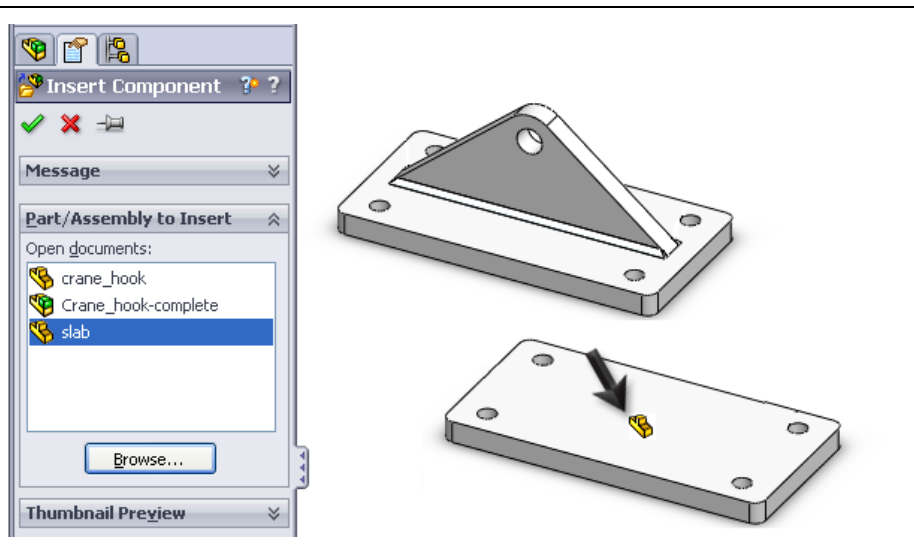 Insert Component
Message
Part/Assembly to Insert
Open documents:
crane_hook
Crane_hook-complete
slab
Browse...
Thumbnail Preview